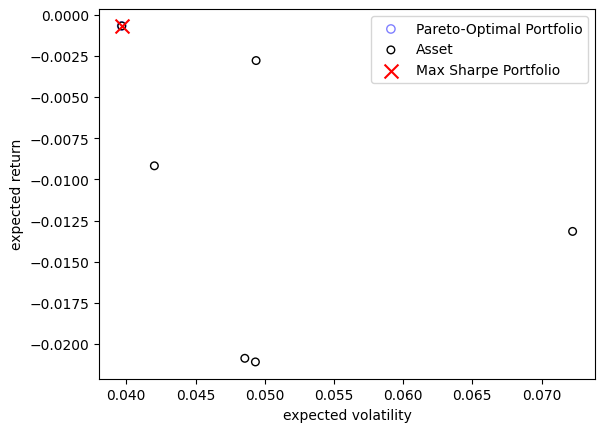 0.0000
−0.0025
−0.0050
−0.0075
−0.0100
−0.0125
−0.0150
−0.0175
−0.0200
expected return
Pareto-Optimal Portfolio
Asset
Max Sharpe Portfolio
0.040 0.045 0.050 0.055 0.060 0.065 0.070
expected volatility